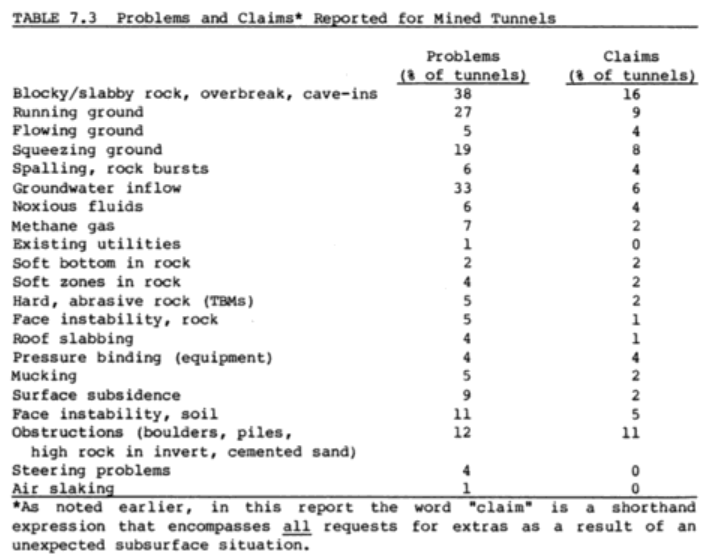 TABLE 7.3 Problems and Claims* Reported for Mined Tunnels
Problems Claims
(% of tunnels) (% of tunnels)
Blocky/slabby rock, overbreak, cave-ins 38 16
Running ground 27 9
Flowing ground 5 4
Squeezing ground 19 8
Spalling, rock bursts 6 4
Groundwater inflow 33 6
Noxious fluids 6 4
Methane gas 7 2
Existing utilities 1 0
Soft bottom in rock 2 2
Soft zones in rock 4 2
Hard, abrasive rock (TBMs) 5 2
Face instability, rock 5 1
Roof slabbing 4 1
Pressure binding (equipment) 4 4
Mucking 5 2
Surface subsidence 9 2
Face instability, soil 11 5
Obstructions (boulders, piles, 12 11
high rock in invert, cemented sand)
Steering problems 4 0
Air slaking 1 0
*As noted earlier, in this report the word "claim" is a shorthand
expression that encompasses all requests for extras as a result of an
unexpected subsurface situation.